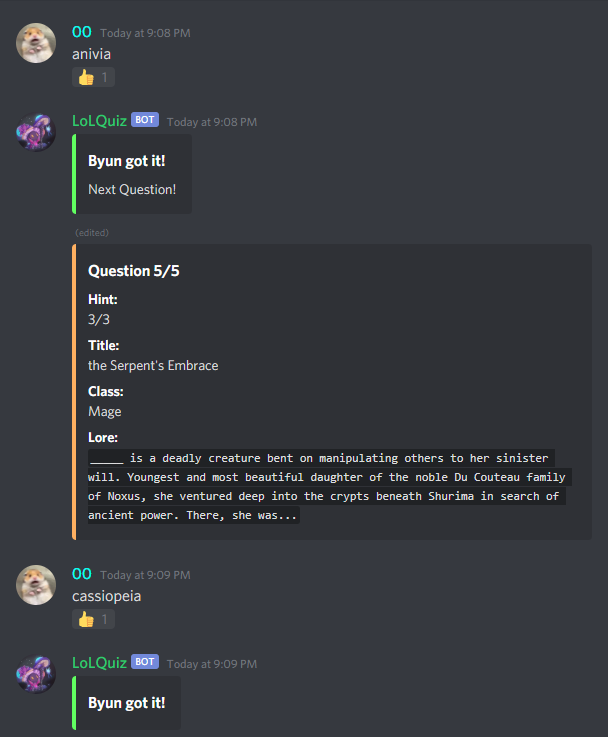 OO Today at 9:08 PM
anivia
👍 1
LoLQuiz BOT Today at 9:08 PM
Byun got it!
Next Question!
(edited)
Question 5/5
Hint:
3/3
Title:
the Serpent's Embrace
Class:
Mage
Lore:
_____ is a deadly creature bent on manipulating others to her sinister
will. Youngest and most beautiful daughter of the noble Du Couteau family
of Noxus, she ventured deep into the crypts beneath Shurima in search of
ancient power. There, she was...
OO Today at 9:09 PM
cassiopeia
👍 1
LoLQuiz BOT Today at 9:09 PM
Byun got it!